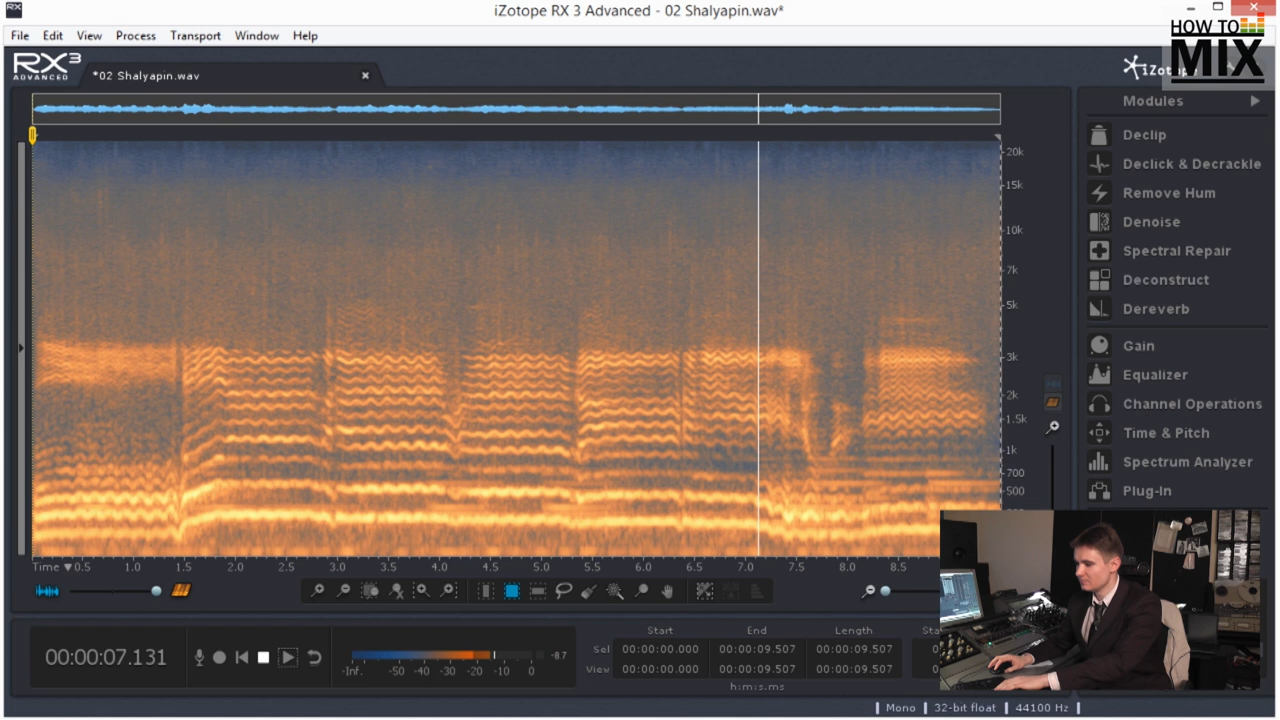 iZotope RX 3 Advanced - 02 Shalyapin.wav*
File Edit View Process Transport Window Help
HOW TO
MIX
RX 3
ADVANCED
*02 Shalyapin.wav
Modules
Declip
Declick & Decrackle
Remove Hum
Denoise
Spectral Repair
Deconstruct
Dereverb
Gain
Equalizer
Channel Operations
Time & Pitch
Spectrum Analyzer
Plug-In
20k
15k
10k
7k
5k
3k
2k
1.5k
1k
700
500
Time 0.5 1.0 1.5 2.0 2.5 3.0 3.5 4.0 4.5 5.0 5.5 6.0 6.5 7.0 7.5 8.0 8.5
00:00:07.131
-Inf. -50 -40 -30 -20 -10 0
-8.7
Start End Length
Sel 00:00:00.000 00:00:09.507 00:00:09.507
View 00:00:00.000 00:00:09.507 00:00:09.507
h:m:s.ms
Mono 32-bit float 44100 Hz